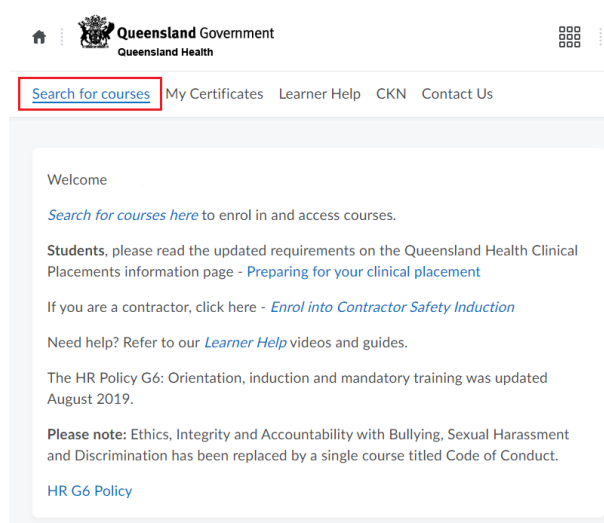 Queensland Government
Queensland Health
Search for courses My Certificates Learner Help CKN Contact Us
Welcome
Search for courses here to enrol in and access courses.
Students, please read the updated requirements on the Queensland Health Clinical
Placements information page - Preparing for your clinical placement
If you are a contractor, click here - Enrol into Contractor Safety Induction
Need help? Refer to our Learner Help videos and guides.
The HR Policy G6: Orientation, induction and mandatory training was updated
August 2019.
Please note: Ethics, Integrity and Accountability with Bullying, Sexual Harassment
and Discrimination has been replaced by a single course titled Code of Conduct.
HR G6 Policy